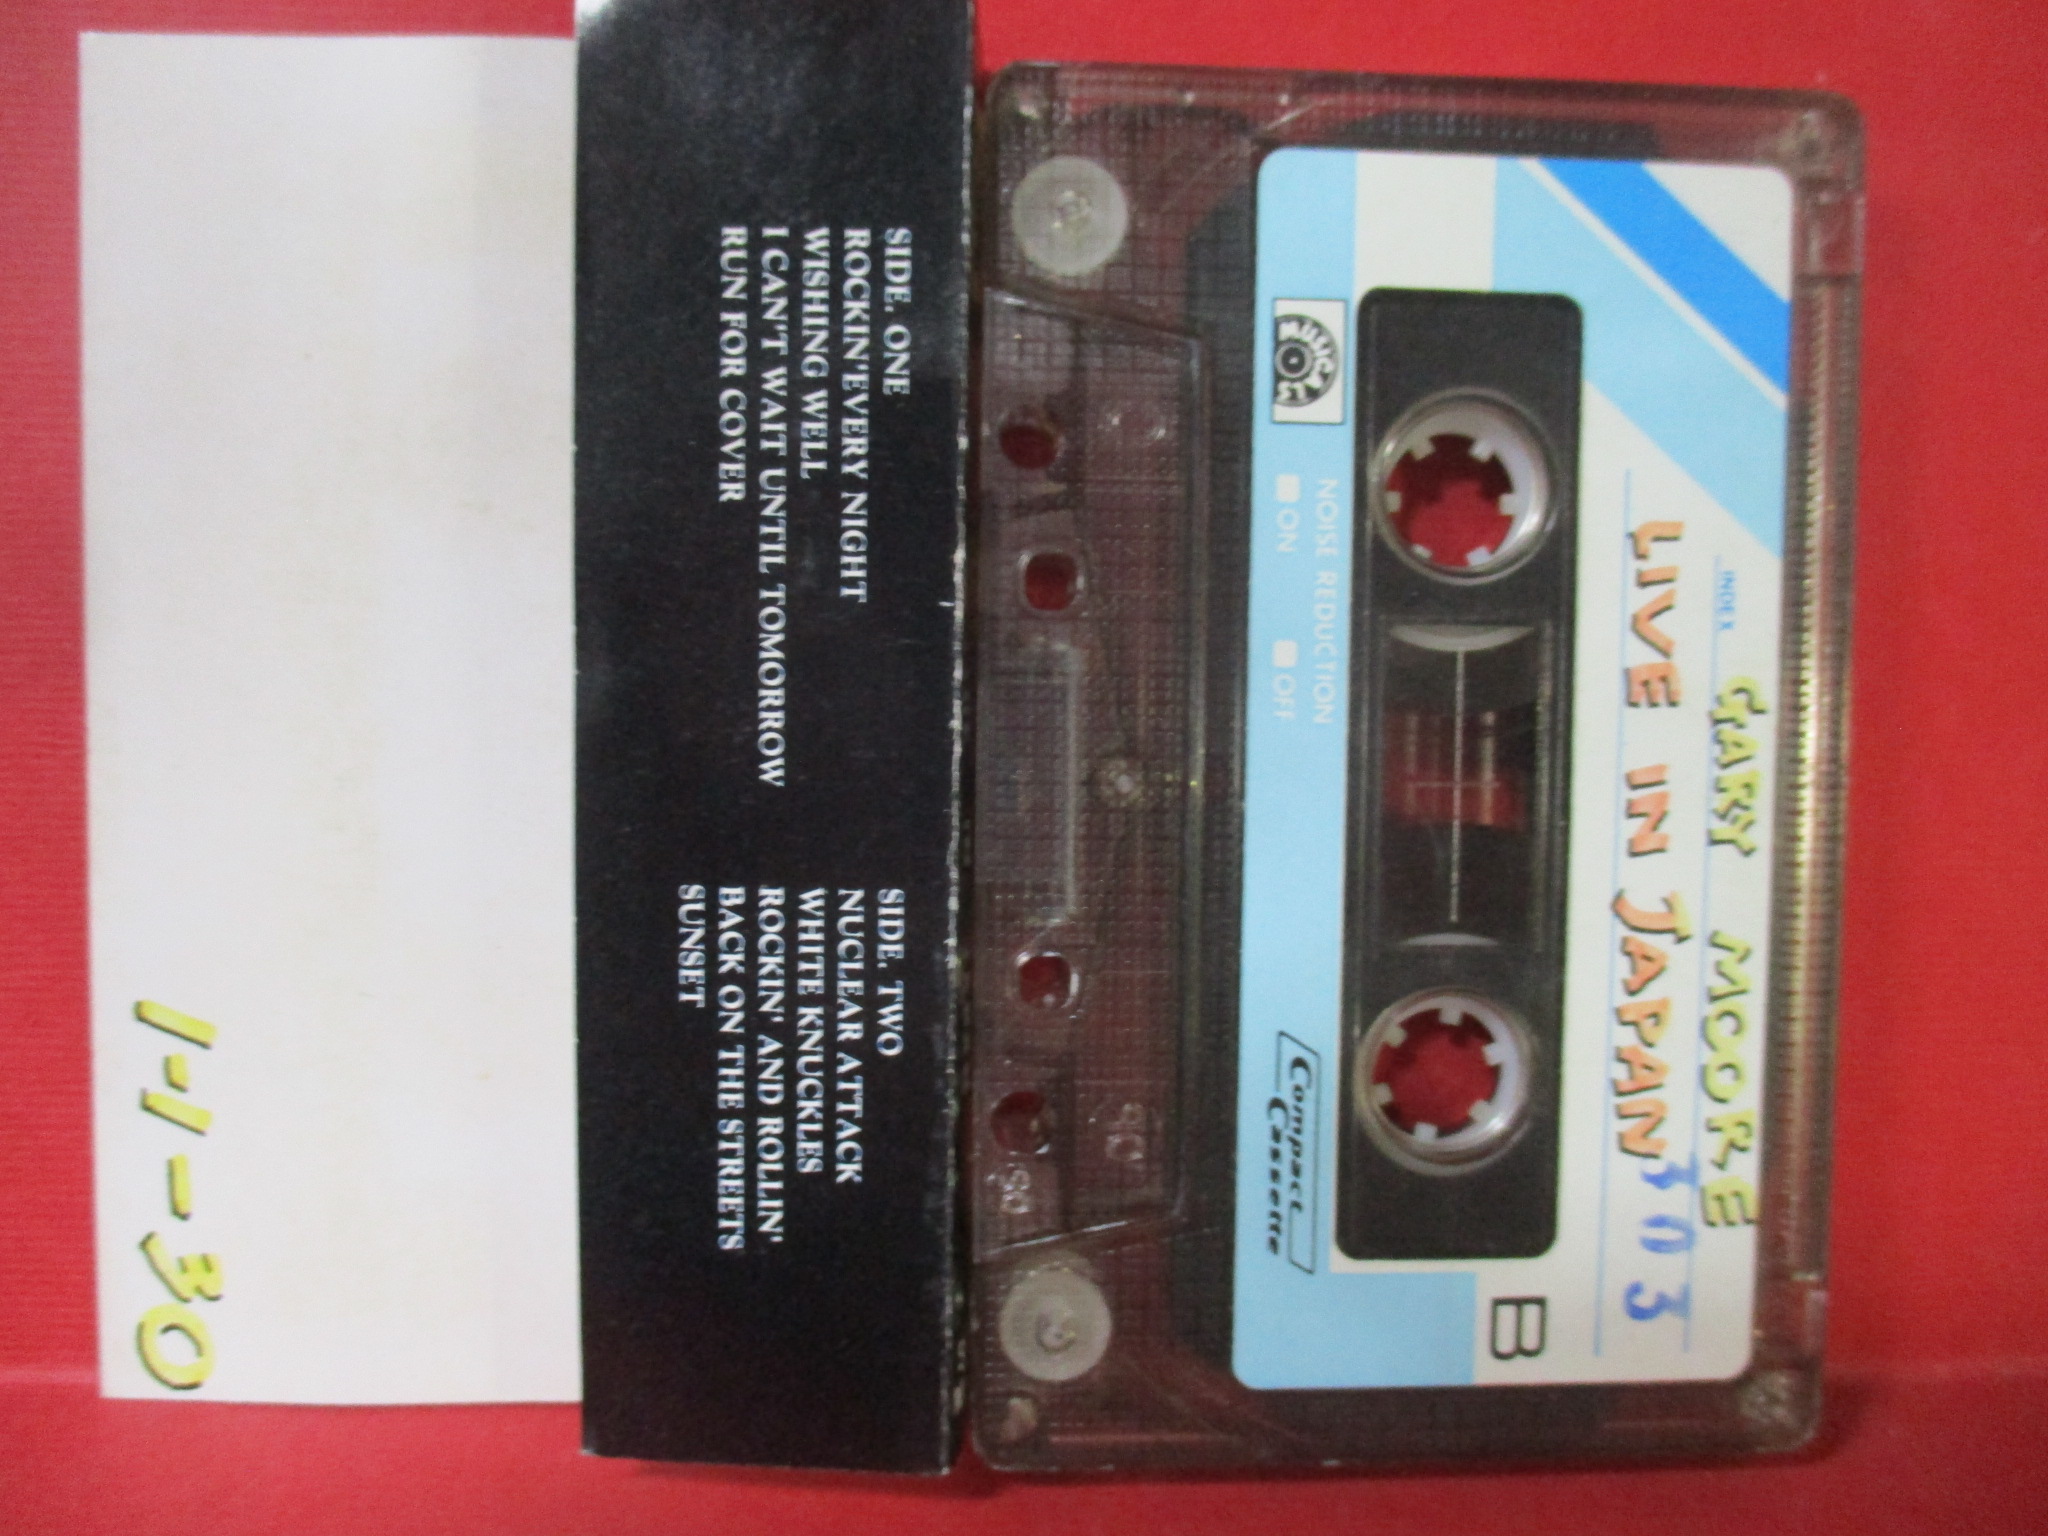 INDEX
GARY MOORE
LIVE IN JAPAN
B
NOISE REDUCTION
ON OFF
Compact
Cassette
SIDE. ONE
ROCKIN'EVERY NIGHT
WISHING WELL
I CAN'T WAIT UNTIL TOMORROW
RUN FOR COVER
SIDE. TWO
NUCLEAR ATTACK
WHITE KNUCKLES
ROCKIN' AND ROLLIN'
BACK ON THE STREETS
SUNSET
1-1-30